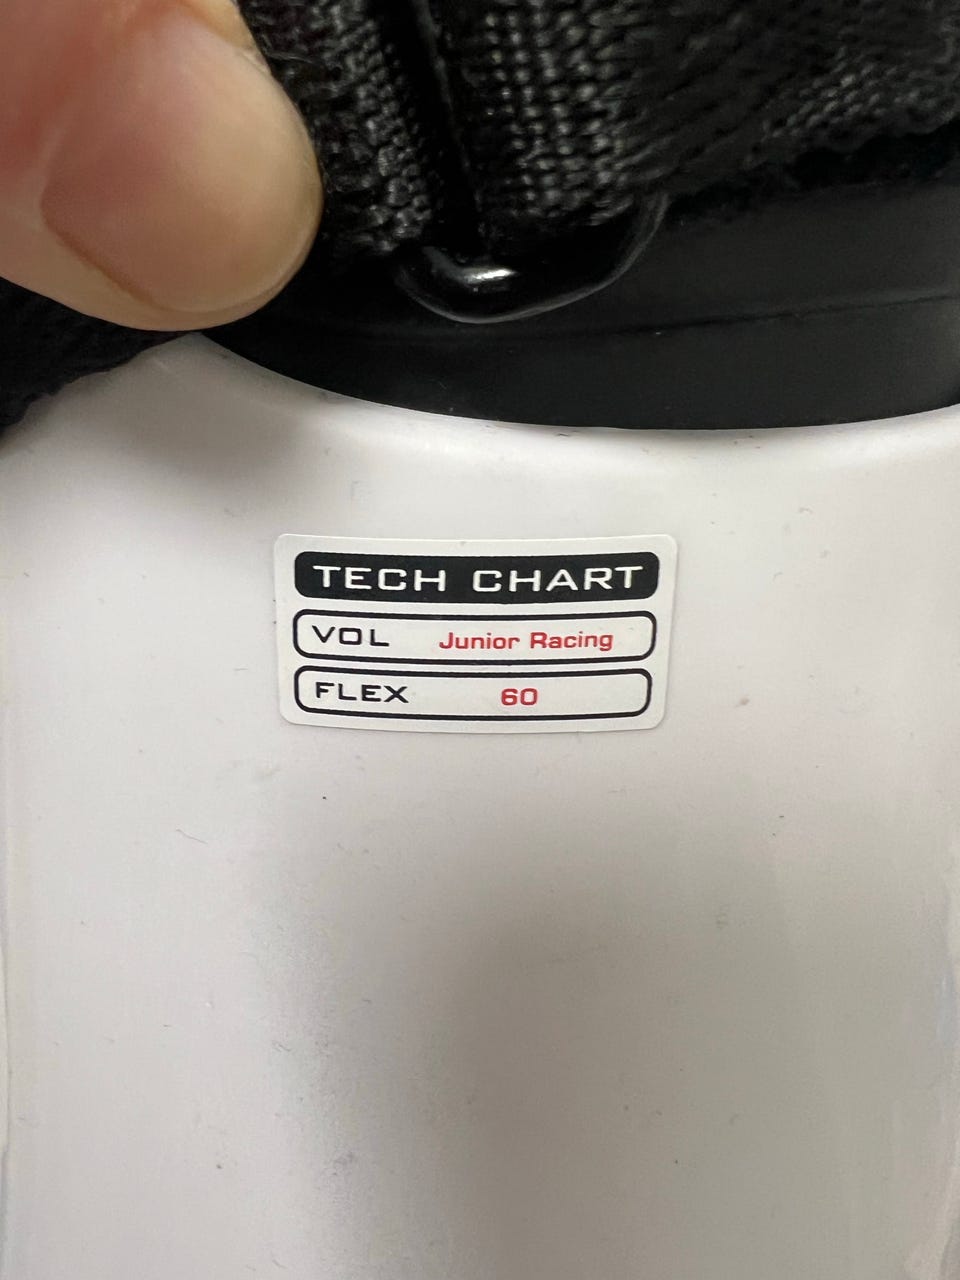 TECH CHART
VOL Junior Racing
FLEX 60